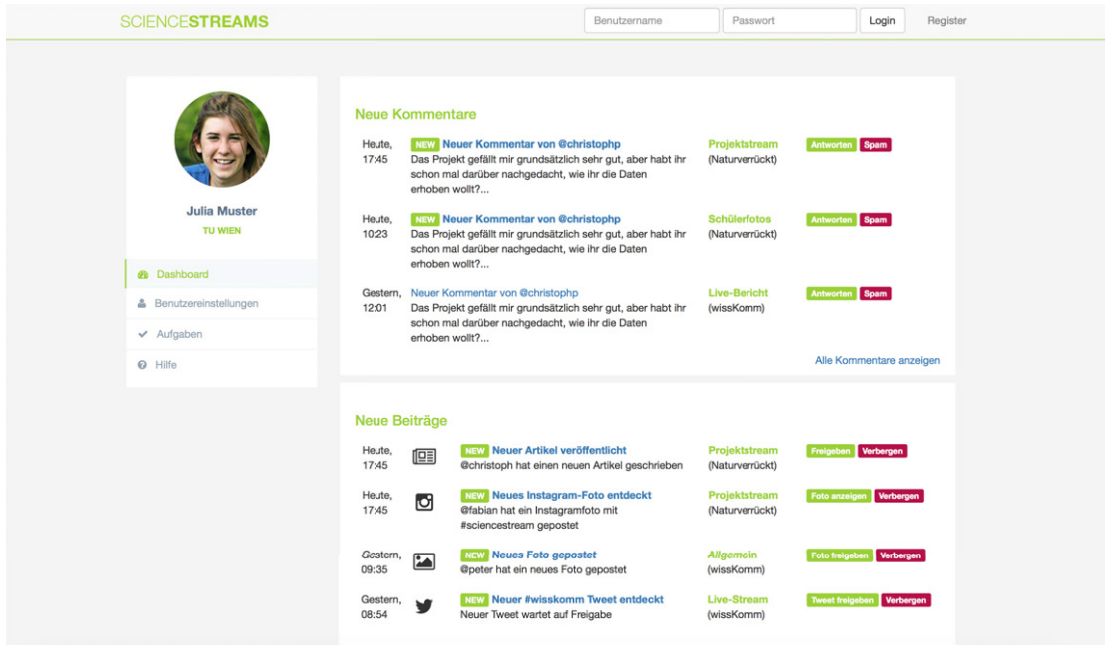 SCIENCESTREAMS
Benutzername
Passwort
Login
Register
Julia Muster
TU WIEN
Dashboard
Benutzereinstellungen
Aufgaben
Hilfe
Neue Kommentare
Heute, NEW Neuer Kommentar von @christophp Projektstream Antworten Spam
17:45 Das Projekt gefällt mir grundsätzlich sehr gut, aber habt ihr (Naturverrückt)
schon mal darüber nachgedacht, wie ihr die Daten
erhoben wollt?...
Heute, NEW Neuer Kommentar von @christophp Schülerfotos Antworten Spam
10:23 Das Projekt gefällt mir grundsätzlich sehr gut, aber habt ihr (Naturverrückt)
schon mal darüber nachgedacht, wie ihr die Daten
erhoben wollt?...
Gestern, Neuer Kommentar von @christophp Live-Bericht Antworten Spam
12:01 Das Projekt gefällt mir grundsätzlich sehr gut, aber habt ihr (wissKomm)
schon mal darüber nachgedacht, wie ihr die Daten
erhoben wollt?...
Alle Kommentare anzeigen
Neue Beiträge
Heute, NEW Neuer Artikel veröffentlicht Projektstream Freigeben Verbergen
17:45 @christoph hat einen neuen Artikel geschrieben (Naturverrückt)
Heute, NEW Neues Instagram-Foto entdeckt Projektstream Foto anzeigen Verbergen
17:45 @fabian hat ein Instagramfoto mit (Naturverrückt)
#sciencestream gepostet
Gestern, NEW Neues Foto gepostet Allgemein Foto freigeben Verbergen
09:35 @peter hat ein neues Foto gepostet (wissKomm)
Gestern, NEW Neuer #wisskomm Tweet entdeckt Live-Stream Tweet freigeben Verbergen
08:54 Neuer Tweet wartet auf Freigabe (wissKomm)